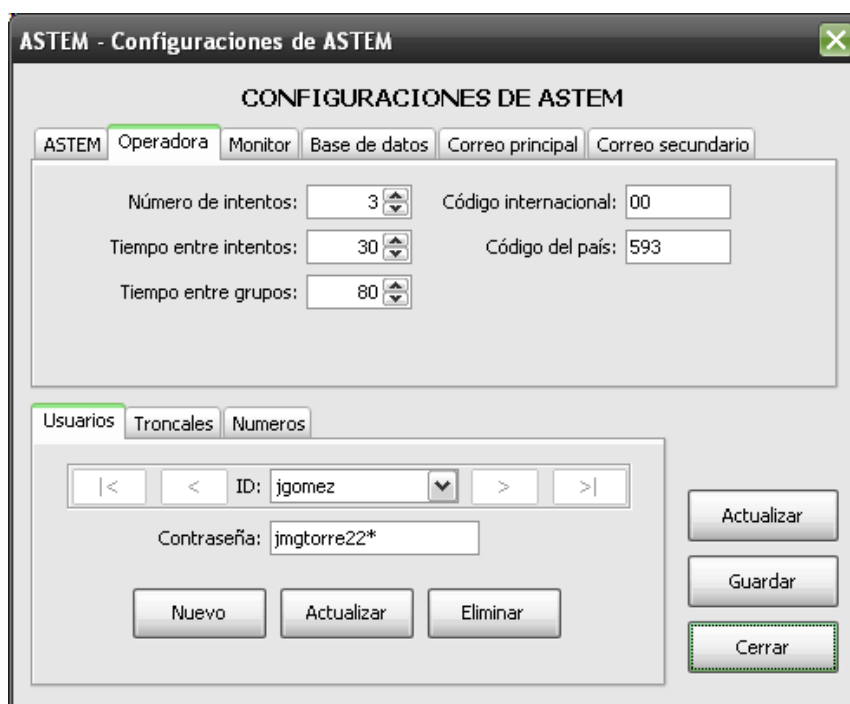 ASTEM - Configuraciones de ASTEM
CONFIGURACIONES DE ASTEM
ASTEM Operadora Monitor Base de datos Correo principal Correo secundario
Número de intentos: 3 Código internacional: 00
Tiempo entre intentos: 30 Código del país: 593
Tiempo entre grupos: 80
Usuarios Troncales Numeros
|< < ID: jgomez > >|
Contraseña: jmgtorre22*
Nuevo Actualizar Eliminar
Actualizar
Guardar
Cerrar